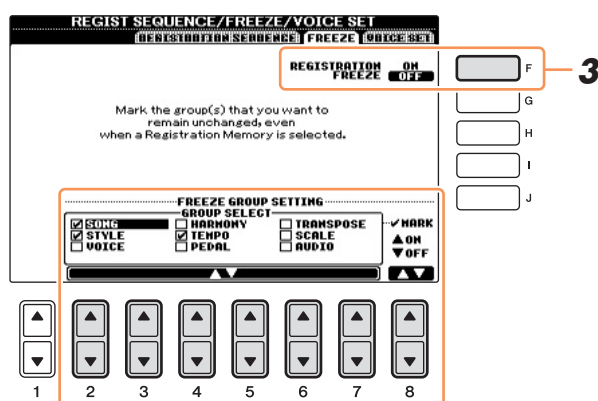 REGIST SEQUENCE/FREEZE/VOICE SET
REGISTRATION SEQUENCE FREEZE VOICE SET
REGISTRATION FREEZE ON OFF
F
3
G
H
I
J
Mark the group(s) that you want to
remain unchanged, even
when a Registration Memory is selected.
FREEZE GROUP SETTING
GROUP SELECT
SONG HARMONY TRANSPOSE MARK
STYLE TEMPO SCALE ▲ON
VOICE PEDAL AUDIO ▼OFF
1 2 3 4 5 6 7 8